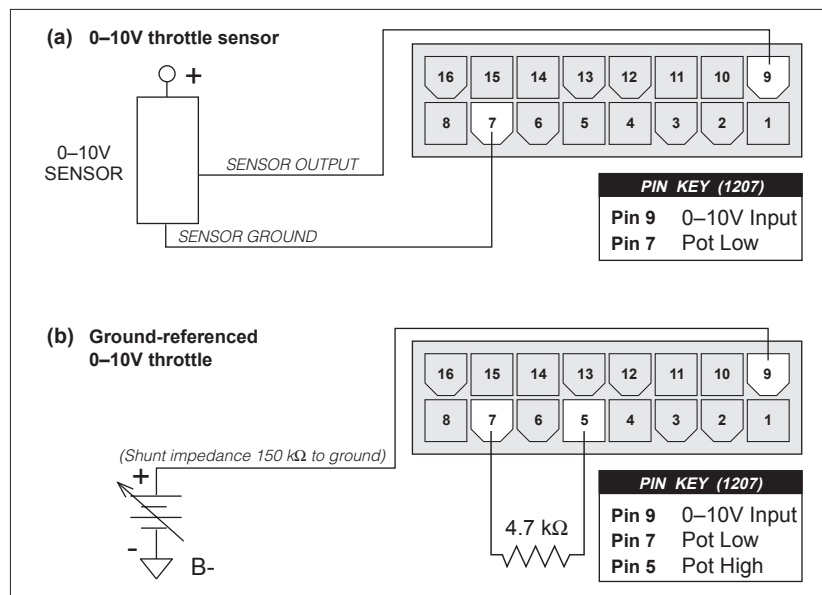 (a) 0–10V throttle sensor
+
0–10V
SENSOR
SENSOR OUTPUT
SENSOR GROUND
16 15 14 13 12 11 10 9
8 7 6 5 4 3 2 1
PIN KEY (1207)
Pin 9 0–10V Input
Pin 7 Pot Low
(b) Ground-referenced
0–10V throttle
16 15 14 13 12 11 10 9
8 7 6 5 4 3 2 1
(Shunt impedance 150 kΩ to ground)
+
-
B-
4.7 kΩ
PIN KEY (1207)
Pin 9 0–10V Input
Pin 7 Pot Low
Pin 5 Pot High